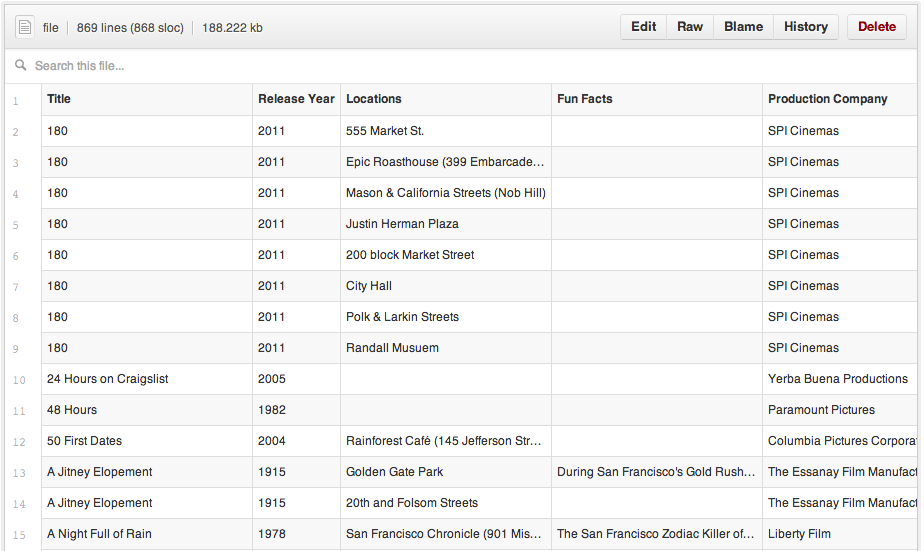 file | 869 lines (868 sloc) | 188.222 kb Edit Raw Blame History Delete
Search this file...
1 Title Release Year Locations Fun Facts Production Company
2 180 2011 555 Market St. SPI Cinemas
3 180 2011 Epic Roasthouse (399 Embarcade... SPI Cinemas
4 180 2011 Mason & California Streets (Nob Hill) SPI Cinemas
5 180 2011 Justin Herman Plaza SPI Cinemas
6 180 2011 200 block Market Street SPI Cinemas
7 180 2011 City Hall SPI Cinemas
8 180 2011 Polk & Larkin Streets SPI Cinemas
9 180 2011 Randall Musuem SPI Cinemas
10 24 Hours on Craigslist 2005 Yerba Buena Productions
11 48 Hours 1982 Paramount Pictures
12 50 First Dates 2004 Rainforest Café (145 Jefferson Str... Columbia Pictures Corpora
13 A Jitney Elopement 1915 Golden Gate Park During San Francisco's Gold Rush... The Essanay Film Manufact
14 A Jitney Elopement 1915 20th and Folsom Streets The Essanay Film Manufact
15 A Night Full of Rain 1978 San Francisco Chronicle (901 Mis... The San Francisco Zodiac Killer of... Liberty Film